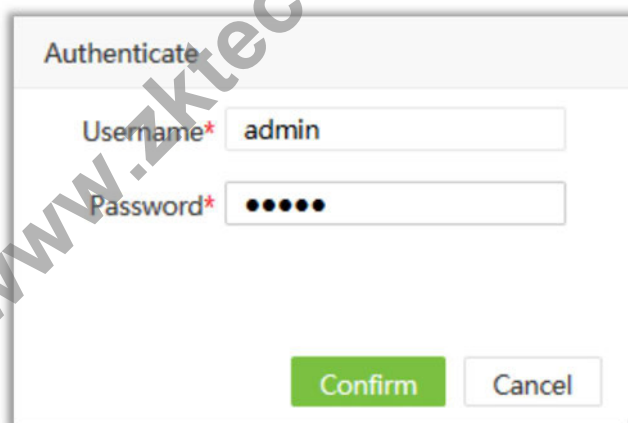 Authenticate
Username* admin
Password* •••••
Confirm Cancel
www.zktec